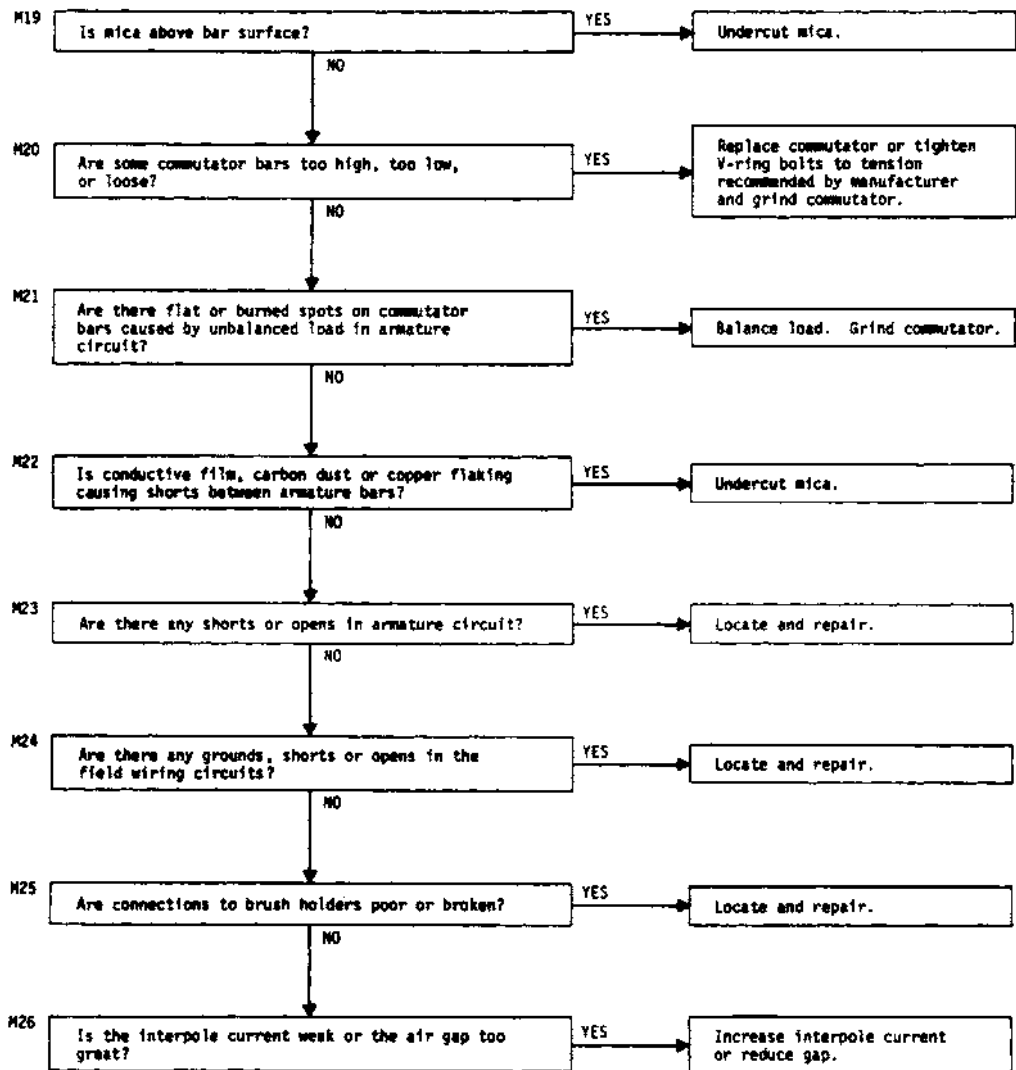 M19
Is mica above bar surface?
YES
Undercut mica.
NO
M20
Are some commutator bars too high, too low,
or loose?
YES
Replace commutator or tighten
V-ring bolts to tension
recommended by manufacturer
and grind commutator.
NO
M21
Are there flat or burned spots on commutator
bars caused by unbalanced load in armature
circuit?
YES
Balance load. Grind commutator.
NO
M22
Is conductive film, carbon dust or copper flaking
causing shorts between armature bars?
YES
Undercut mica.
NO
M23
Are there any shorts or opens in armature circuit?
YES
Locate and repair.
NO
M24
Are there any grounds, shorts or opens in the
field wiring circuits?
YES
Locate and repair.
NO
M25
Are connections to brush holders poor or broken?
YES
Locate and repair.
NO
M26
Is the interpole current weak or the air gap too
great?
YES
Increase interpole current
or reduce gap.